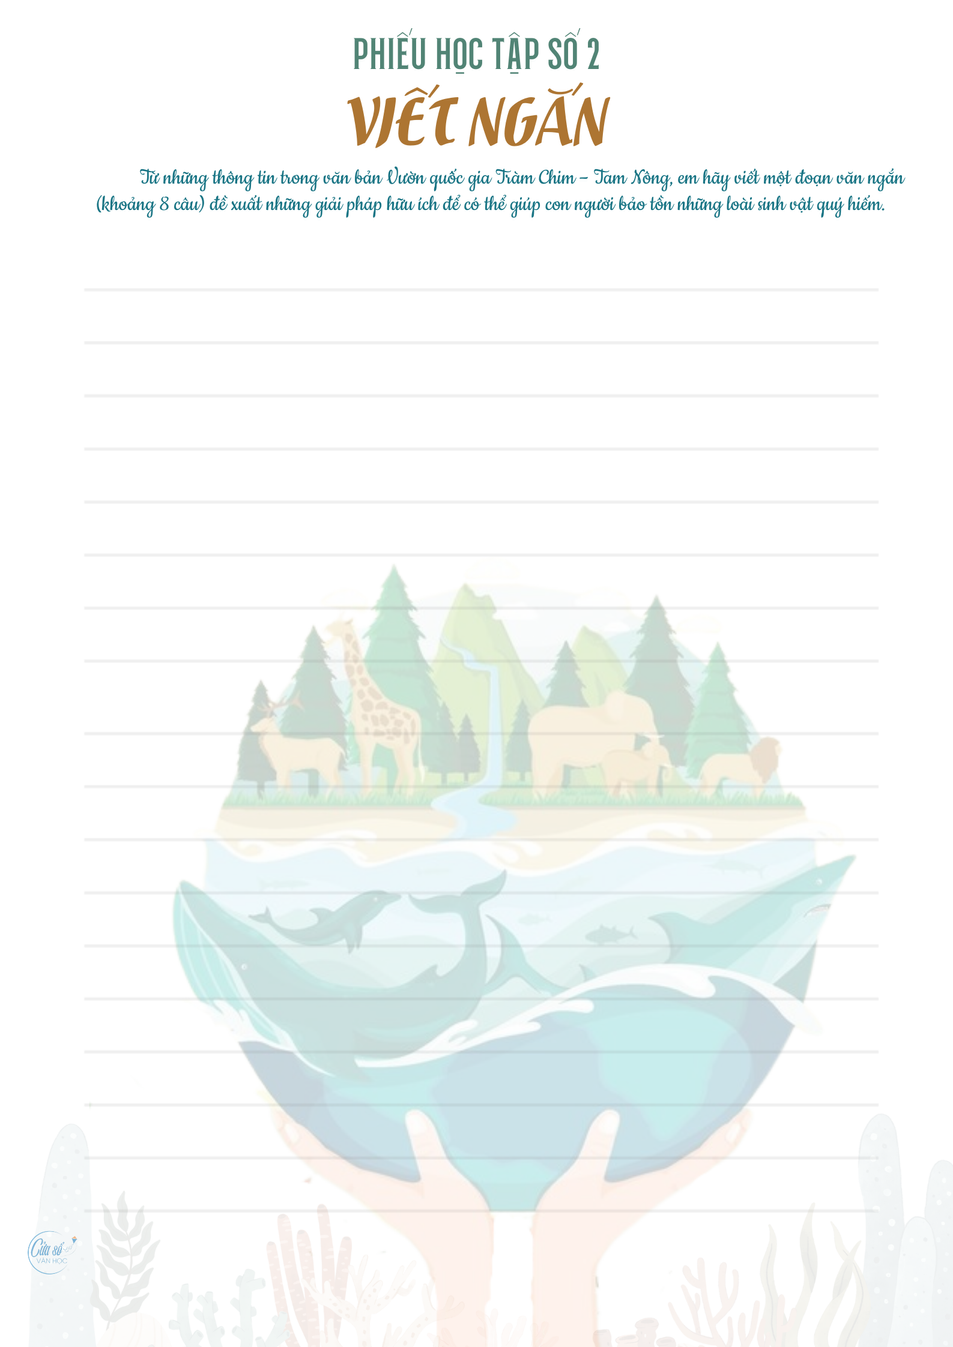 PHIẾU HỌC TẬP SỐ 2
VIẾT NGẮN
Từ những thông tin trong văn bản Vườn quốc gia Tràm Chim – Tam Nông, em hãy viết một đoạn văn ngắn
(khoảng 8 câu) đề xuất những giải pháp hữu ích để có thể giúp con người bảo tồn những loài sinh vật quý hiếm.
Cửa sổ
VĂN HỌC